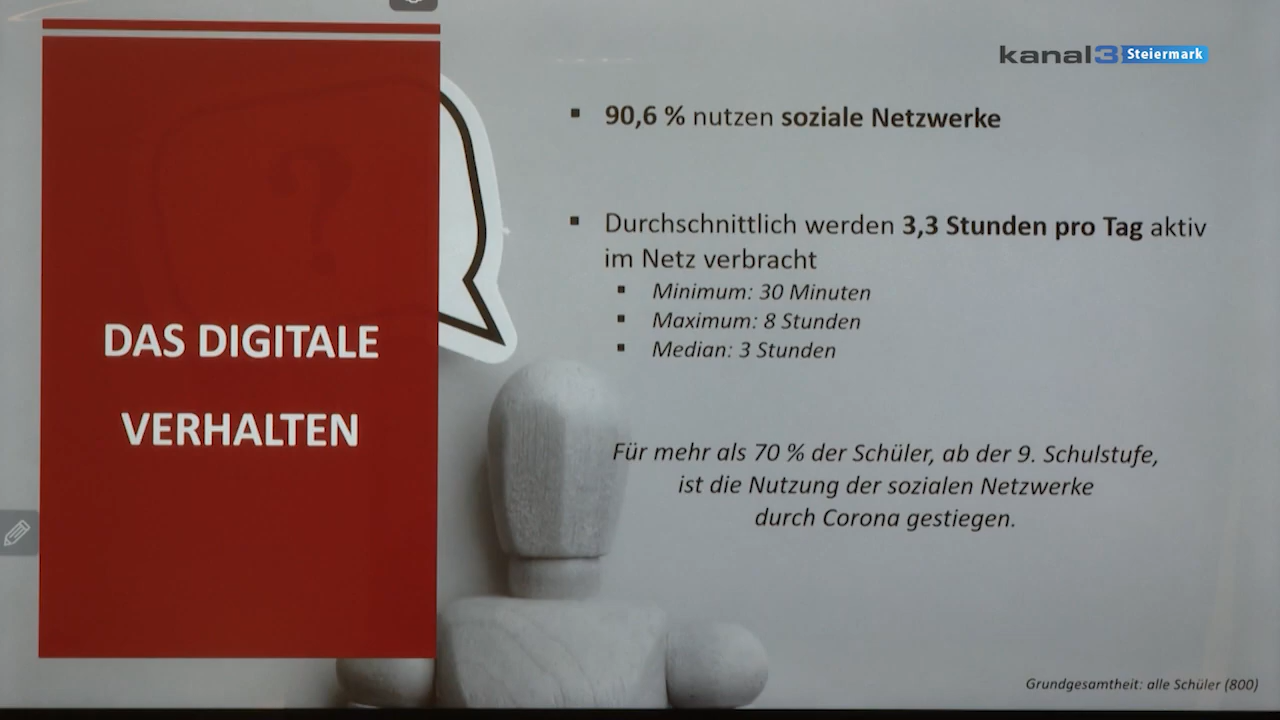 kanal3 Steiermark
90,6 % nutzen soziale Netzwerke
Durchschnittlich werden 3,3 Stunden pro Tag aktiv
im Netz verbracht
Minimum: 30 Minuten
Maximum: 8 Stunden
Median: 3 Stunden
DAS DIGITALE
VERHALTEN
Für mehr als 70 % der Schüler, ab der 9. Schulstufe,
ist die Nutzung der sozialen Netzwerke
durch Corona gestiegen.
Grundgesamtheit: alle Schüler (800)